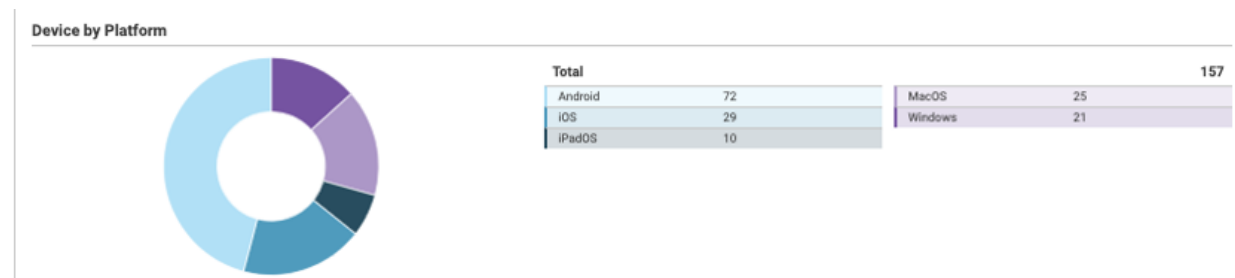 Device by Platform
Total 157
Android 72 MacOS 25
iOS 29 Windows 21
iPadOS 10